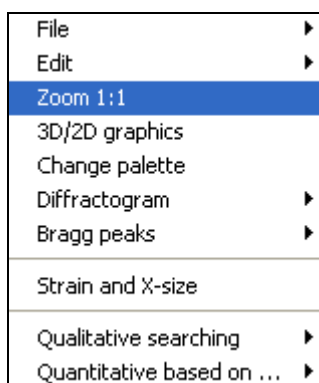 File
Edit
Zoom 1:1
3D/2D graphics
Change palette
Diffractogram
Bragg peaks
Strain and X-size
Qualitative searching
Quantitative based on ...